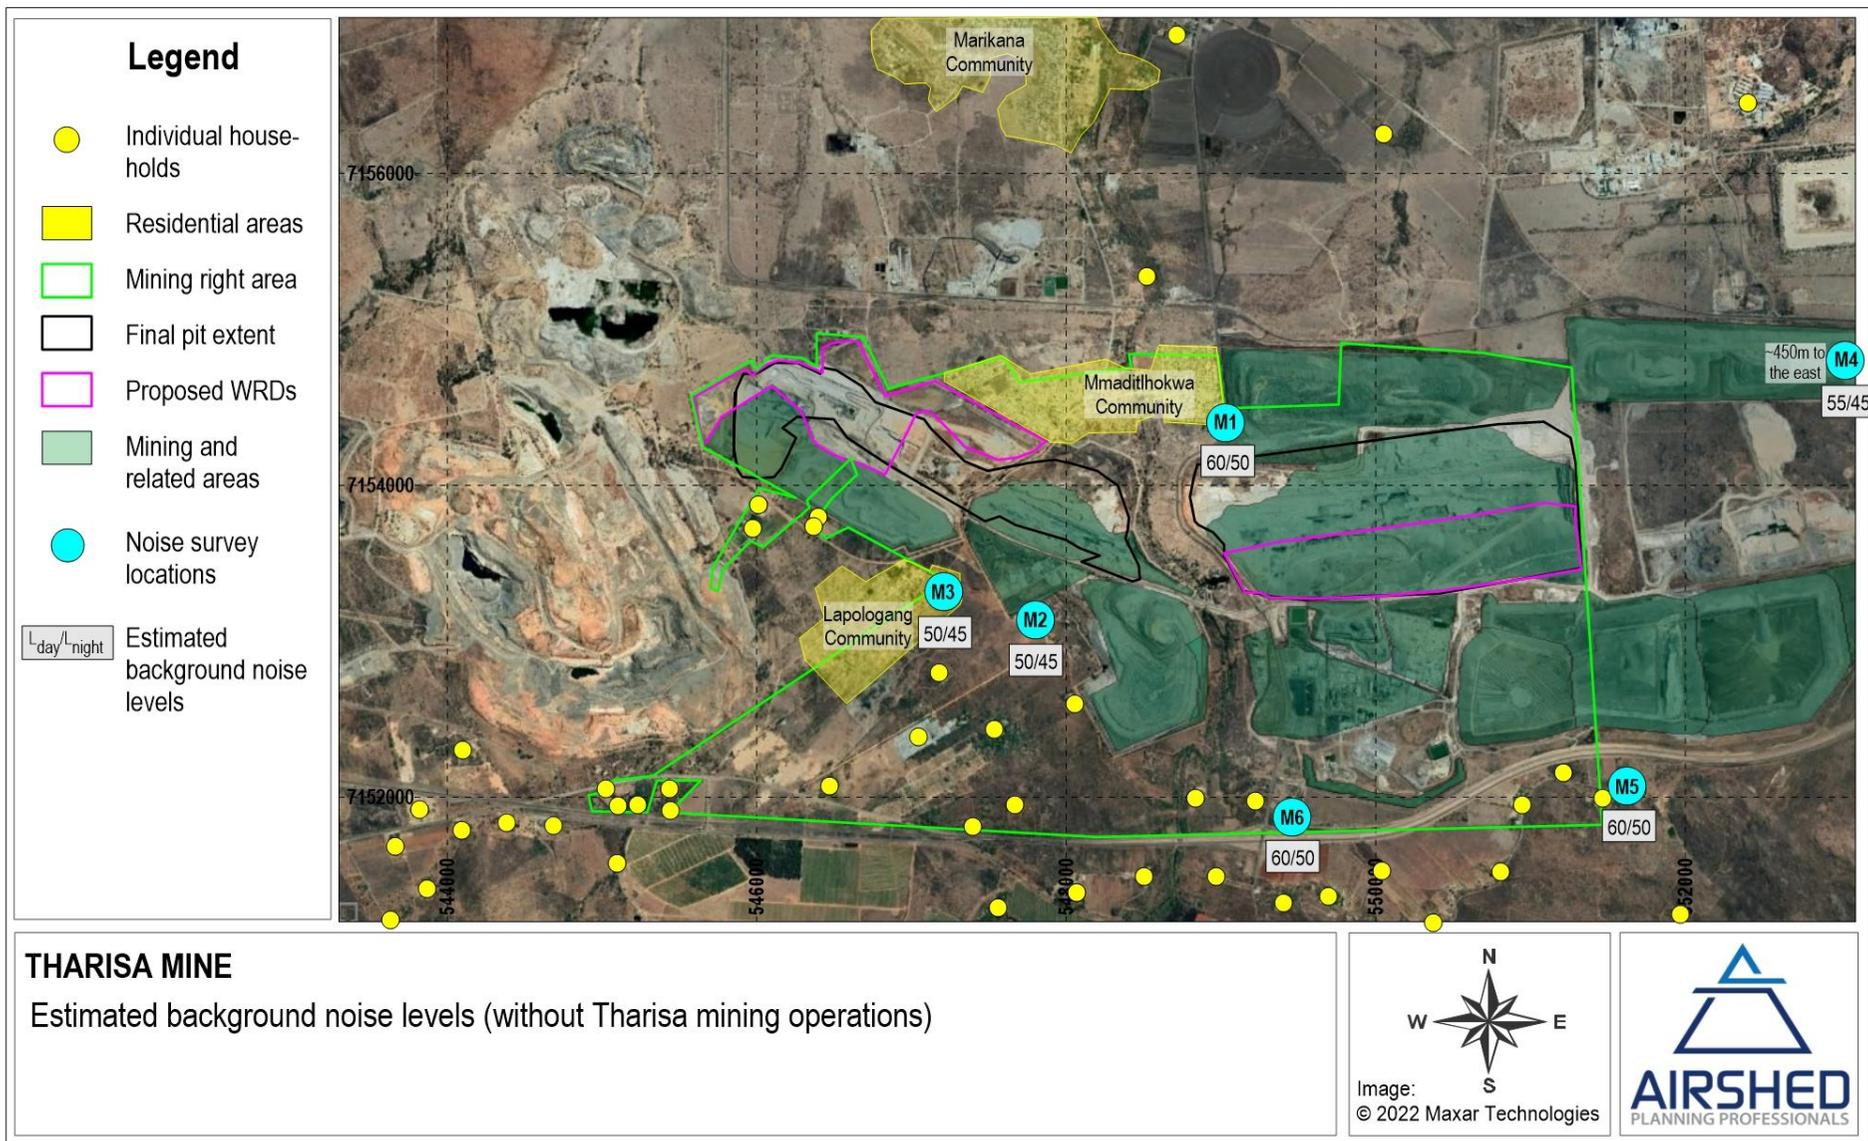 Legend
Individual house-
holds
Residential areas
Mining right area
Final pit extent
Proposed WRDs
Mining and
related areas
Noise survey
locations
Lday/Lnight
Estimated
background noise
levels
Marikana
Community
7156000
~450m to
the east
M4
55/45
Mmaditlhokwa
Community
M1
60/50
7154000
M3
Lapologang
Community
50/45
M2
50/45
7152000
M5
60/50
M6
60/50
544000
546000
548000
550000
552000
THARISA MINE
Estimated background noise levels (without Tharisa mining operations)
N
W
E
S
Image:
© 2022 Maxar Technologies
AIRSHED
PLANNING PROFESSIONALS